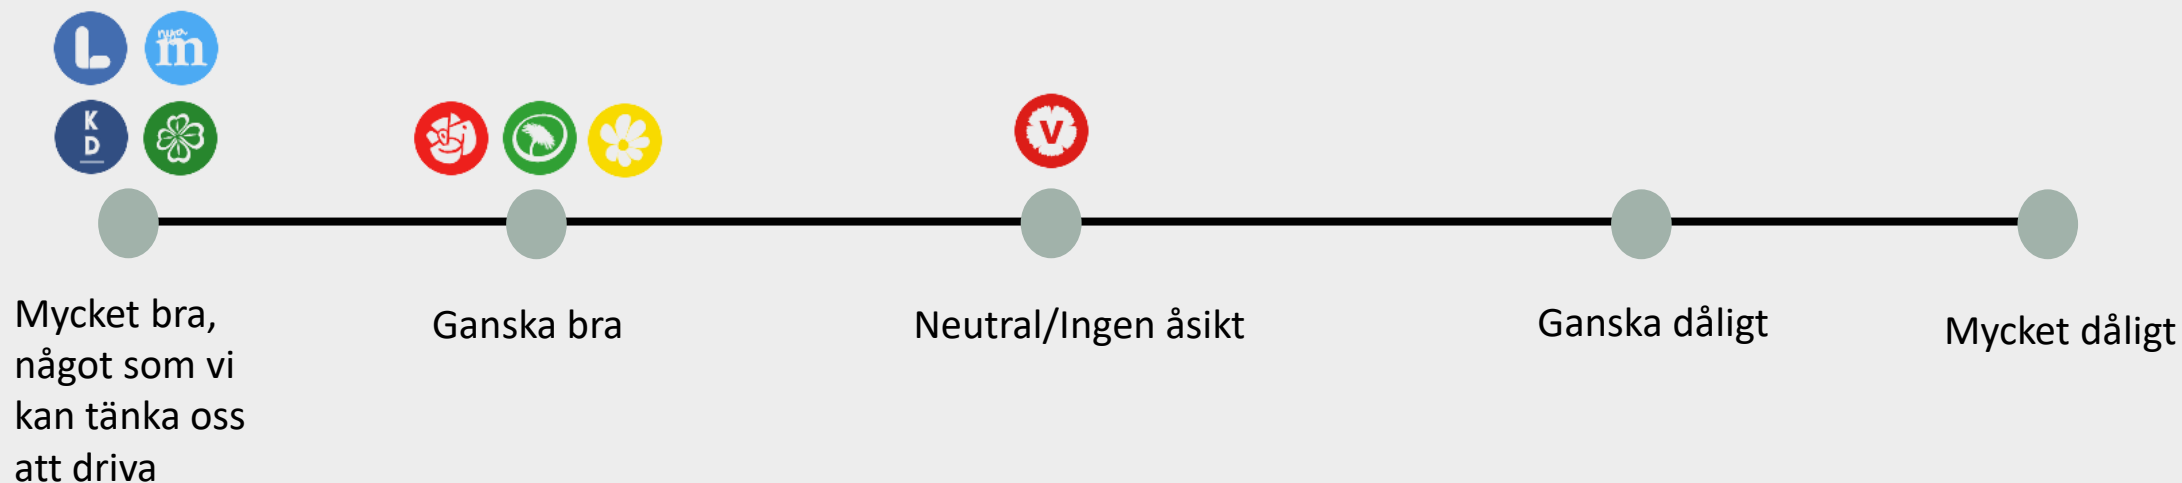 L
nya
m
K
D
V
Mycket bra,
något som vi
kan tänka oss
att driva
Ganska bra
Neutral/Ingen åsikt
Ganska dåligt
Mycket dåligt